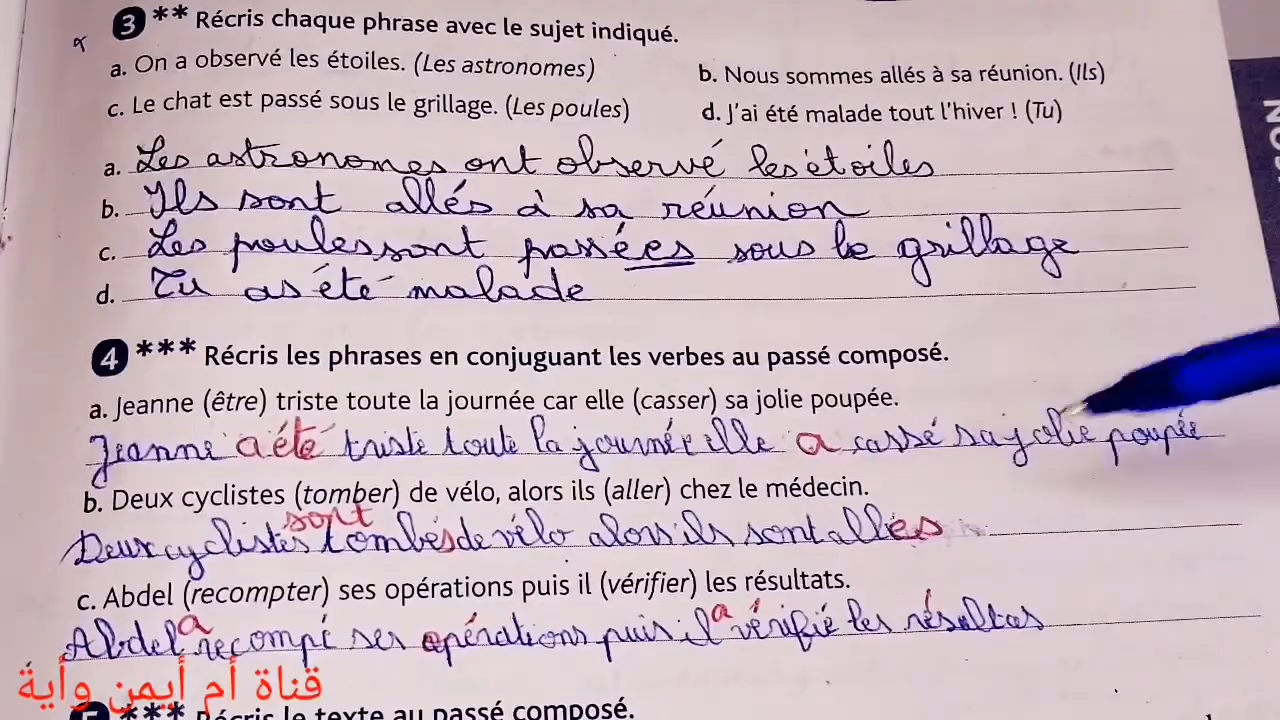 3 ** Récris chaque phrase avec le sujet indiqué.
a. On a observé les étoiles. (Les astronomes)
b. Nous sommes allés à sa réunion. (Ils)
c. Le chat est passé sous le grillage. (Les poules)
d. J'ai été malade tout l'hiver ! (Tu)
a. Les astronomes ont observé les étoiles
b. Ils sont allés à sa réunion
c. Les poules sont passées sous le grillage
d. Tu as été malade
4 *** Récris les phrases en conjuguant les verbes au passé composé.
a. Jeanne (être) triste toute la journée car elle (casser) sa jolie poupée.
Jeanne a été triste toute la journée elle a cassé sa jolie poupée
b. Deux cyclistes (tomber) de vélo, alors ils (aller) chez le médecin.
Deux cyclistes sont tombés de vélo alors ils sont allés
c. Abdel (recompter) ses opérations puis il (vérifier) les résultats.
Abdel a recompé ses opérations puis il a vérifié les résultas
قناة أم أيمن وأية
5 *** Récris le texte au passé composé.